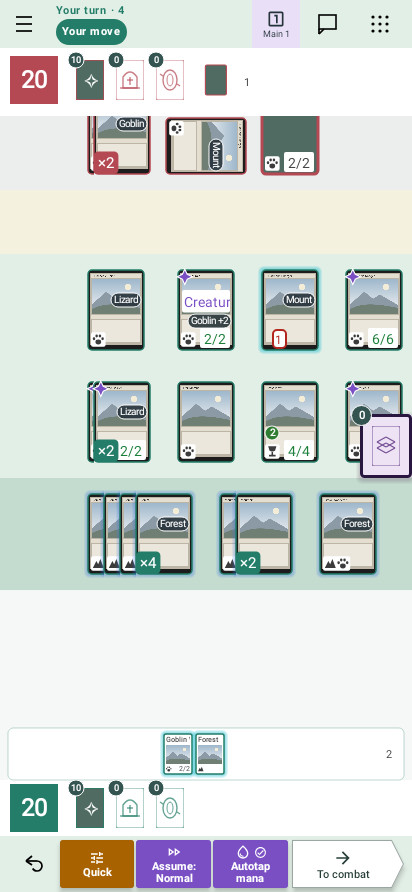 Your turn · 4
Your move
1
Main 1
20
10
0
0
1
Goblin
×2
Mount
2/2
Lizard
Creatur
Goblin +2
2/2
Mount
1
6/6
Lizard
×2
2/2
2
4/4
0
Forest
×4
×2
Forest
Goblin
2/2
Forest
2
20
10
0
0
Quick
Assume:
Normal
Autotap
mana
To combat